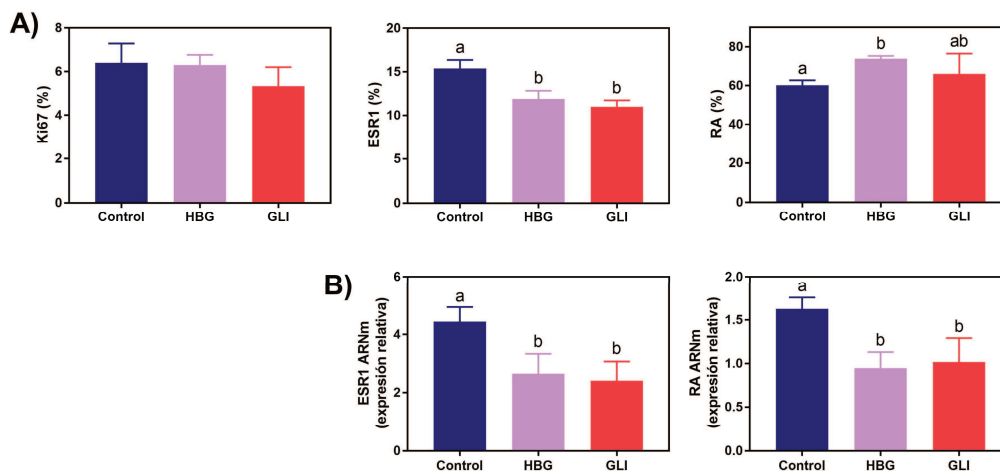 A)
Ki67 (%)
8
6
4
2
0
Control HBG GLI
ESR1 (%)
20
15
10
5
0
a
b
b
Control HBG GLI
RA (%)
80
60
40
20
0
a
b
ab
Control HBG GLI
B)
ESR1 ARNm
(expresión relativa)
6
4
2
0
a
b
b
Control HBG GLI
RA ARNm
(expresión relativa)
2.0
1.5
1.0
0.5
0.0
a
b
b
Control HBG GLI